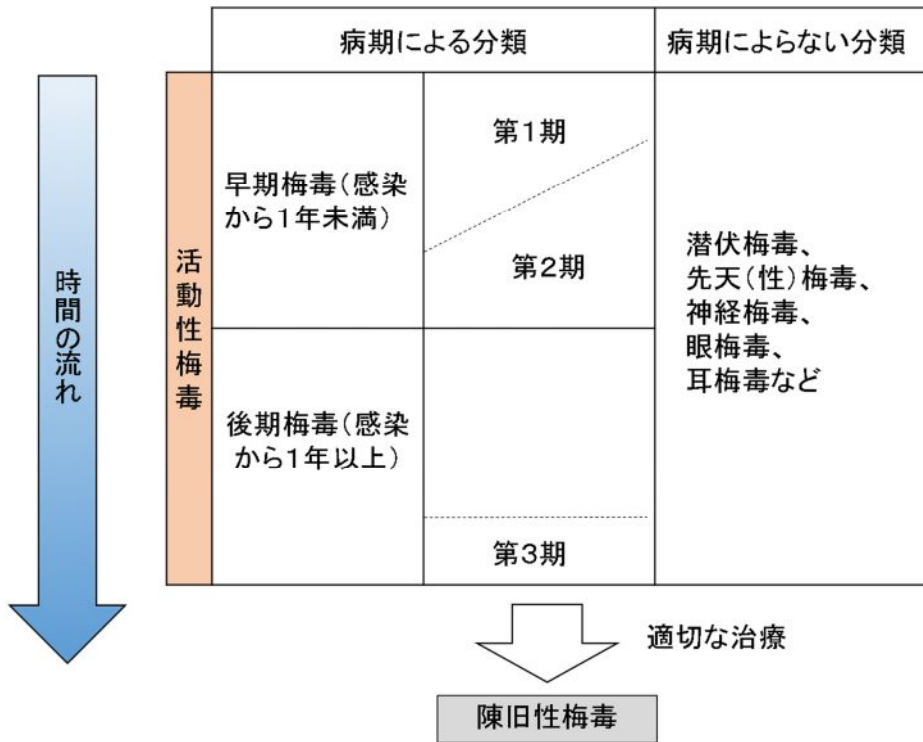 病期による分類
病期によらない分類
時間の流れ
活動性梅毒
早期梅毒（感染
から１年未満）
第１期
第２期
後期梅毒（感染
から１年以上）
第３期
潜伏梅毒、
先天（性）梅毒、
神経梅毒、
眼梅毒、
耳梅毒など
適切な治療
陳旧性梅毒